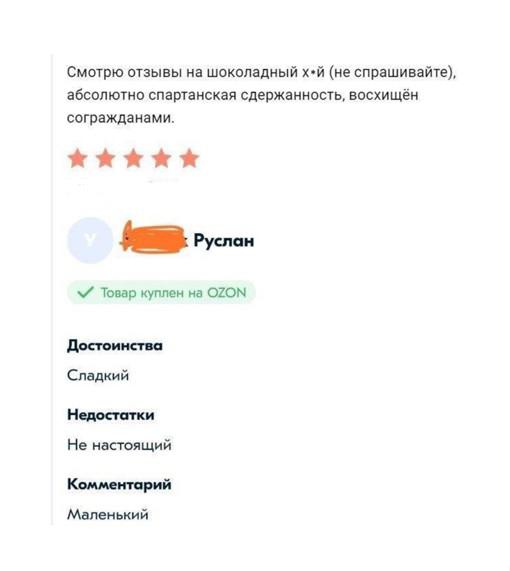 Смотрю отзывы на шоколадный х*й (не спрашивайте),
абсолютно спартанская сдержанность, восхищён
согражданами.
У
Руслан
Товар куплен на OZON
Достоинства
Сладкий
Недостатки
Не настоящий
Комментарий
Маленький